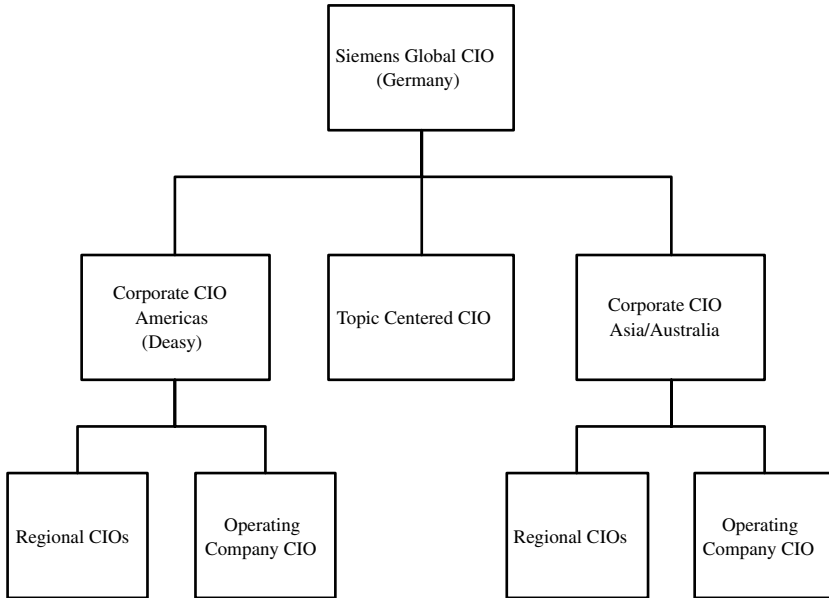 Siemens Global CIO
(Germany)
Corporate CIO
Americas
(Deasy)
Topic Centered CIO
Corporate CIO
Asia/Australia
Regional CIOs
Operating
Company CIO
Regional CIOs
Operating
Company CIO